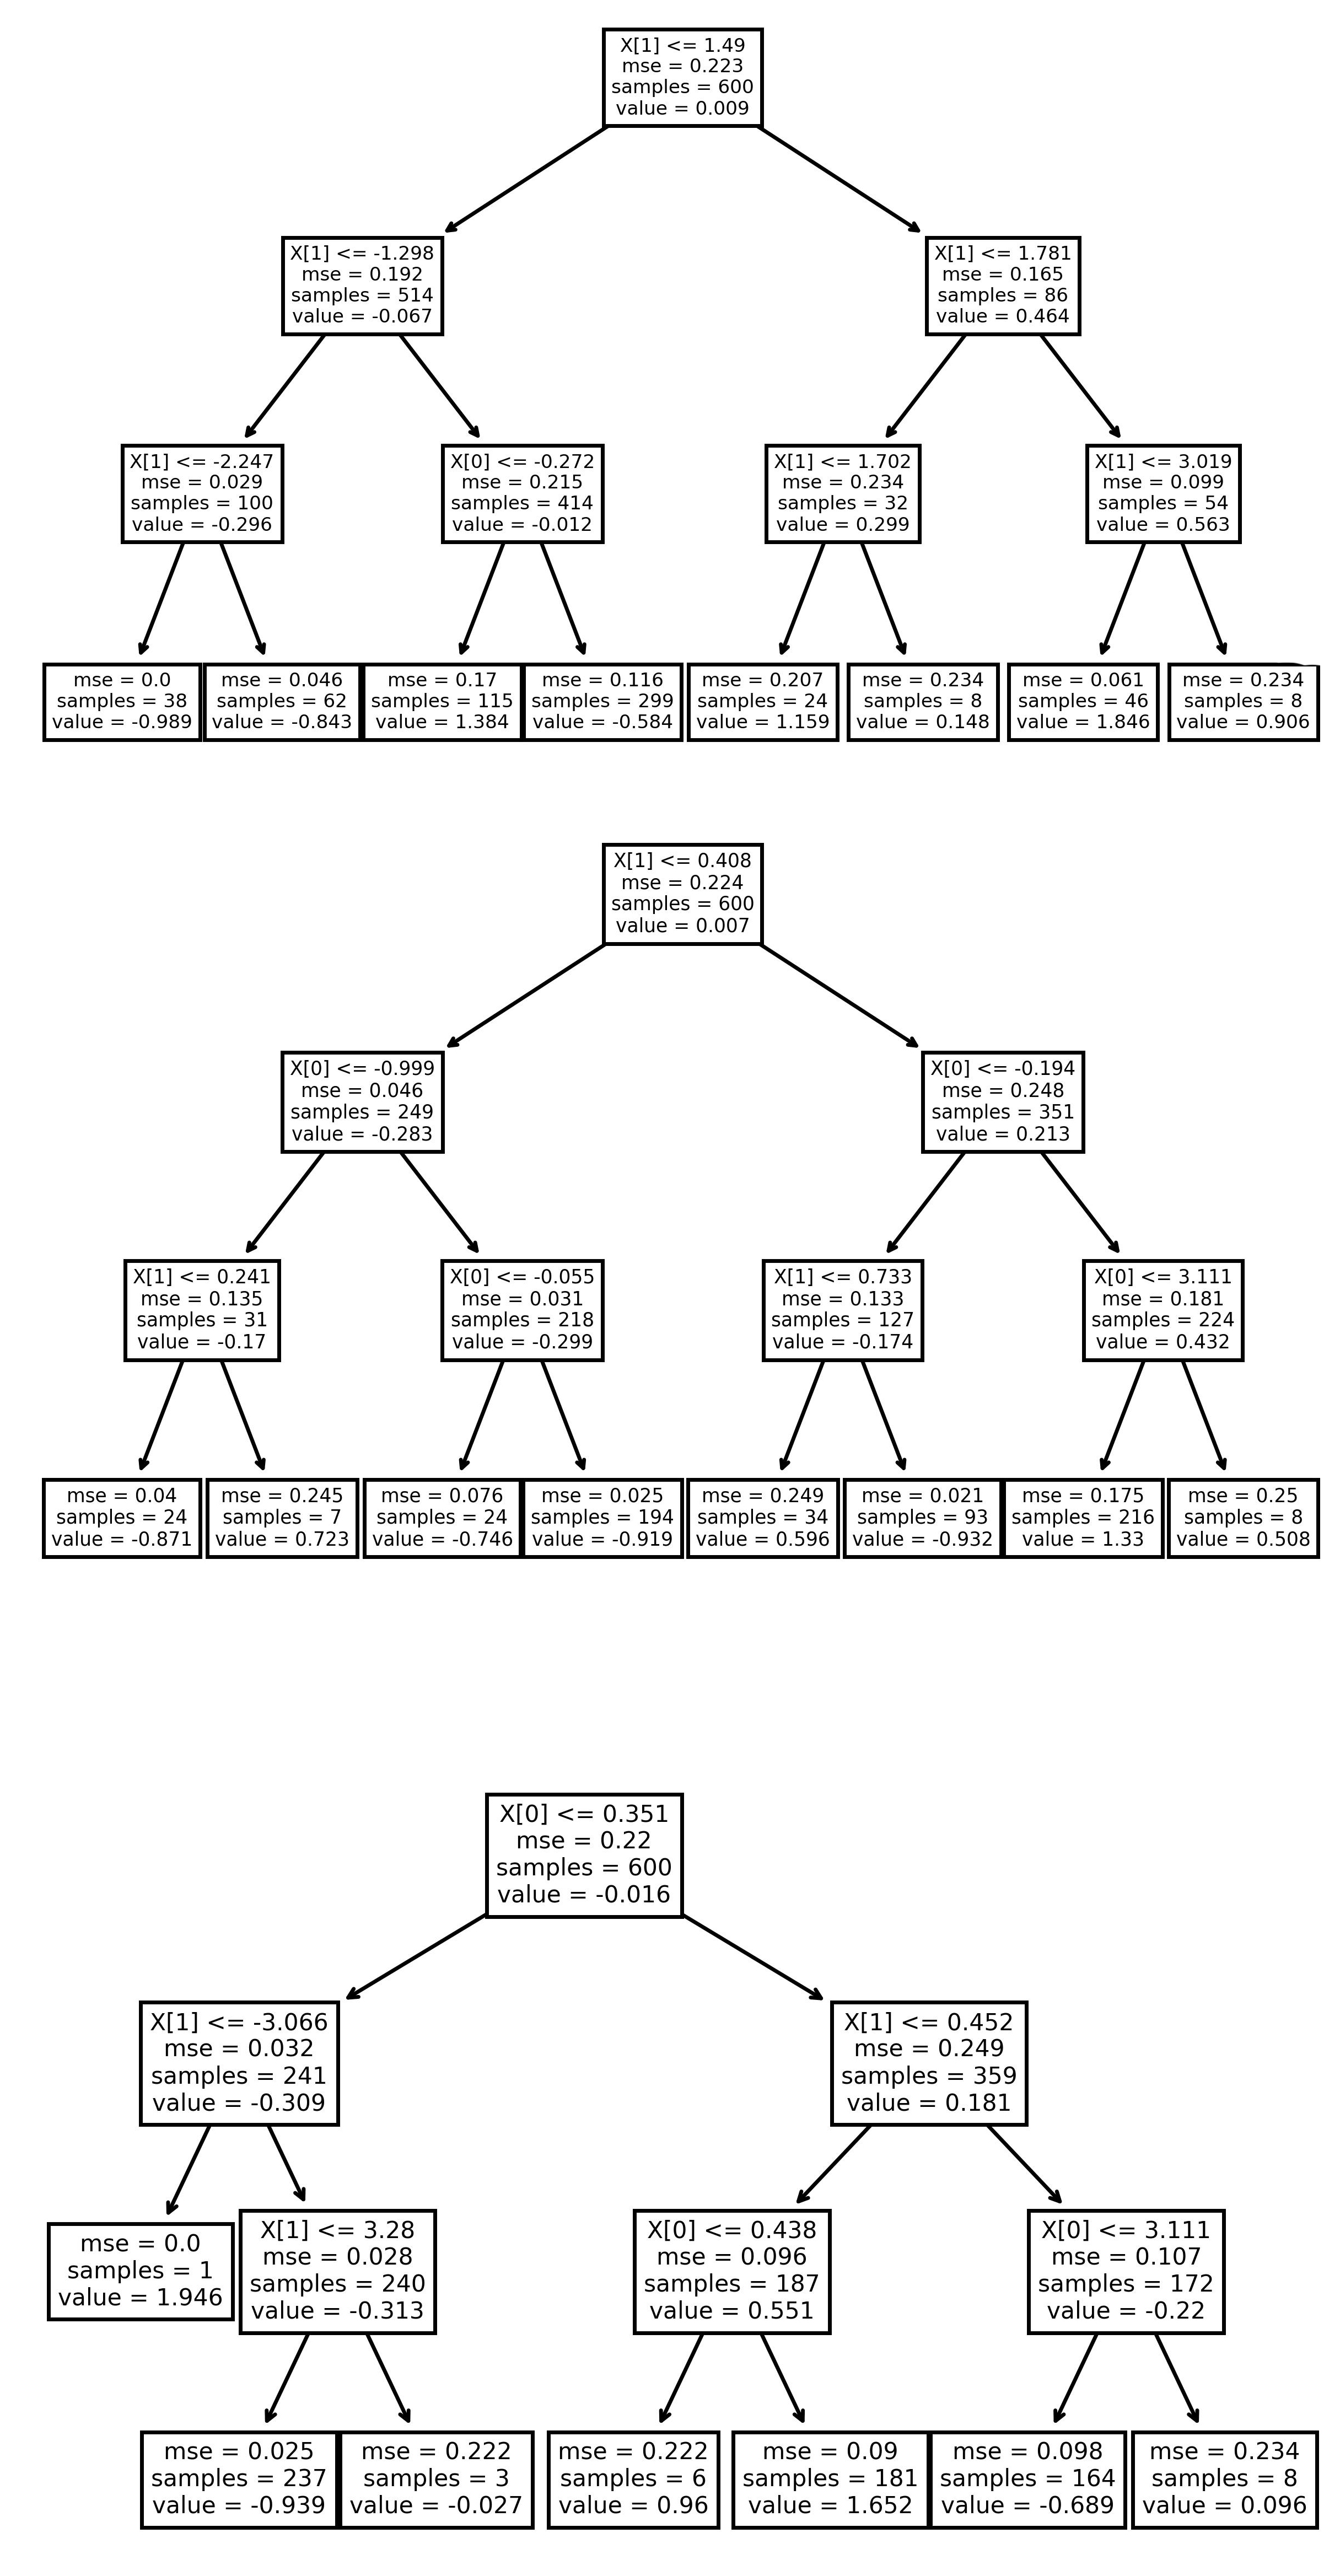 X[1] <= 1.49
mse = 0.223
samples = 600
value = 0.009
X[1] <= -1.298
mse = 0.192
samples = 514
value = -0.067
X[1] <= 1.781
mse = 0.165
samples = 86
value = 0.464
X[1] <= -2.247
mse = 0.029
samples = 100
value = -0.296
X[0] <= -0.272
mse = 0.215
samples = 414
value = -0.012
X[1] <= 1.702
mse = 0.234
samples = 32
value = 0.299
X[1] <= 3.019
mse = 0.099
samples = 54
value = 0.563
mse = 0.0
samples = 38
value = -0.989
mse = 0.046
samples = 62
value = -0.843
mse = 0.17
samples = 115
value = 1.384
mse = 0.116
samples = 299
value = -0.584
mse = 0.207
samples = 24
value = 1.159
mse = 0.234
samples = 8
value = 0.148
mse = 0.061
samples = 46
value = 1.846
mse = 0.234
samples = 8
value = 0.906
X[1] <= 0.408
mse = 0.224
samples = 600
value = 0.007
X[0] <= -0.999
mse = 0.046
samples = 249
value = -0.283
X[0] <= -0.194
mse = 0.248
samples = 351
value = 0.213
X[1] <= 0.241
mse = 0.135
samples = 31
value = -0.17
X[0] <= -0.055
mse = 0.031
samples = 218
value = -0.299
X[1] <= 0.733
mse = 0.133
samples = 127
value = -0.174
X[0] <= 3.111
mse = 0.181
samples = 224
value = 0.432
mse = 0.04
samples = 24
value = -0.871
mse = 0.245
samples = 7
value = 0.723
mse = 0.076
samples = 24
value = -0.746
mse = 0.025
samples = 194
value = -0.919
mse = 0.249
samples = 34
value = 0.596
mse = 0.021
samples = 93
value = -0.932
mse = 0.175
samples = 216
value = 1.33
mse = 0.25
samples = 8
value = 0.508
X[0] <= 0.351
mse = 0.22
samples = 600
value = -0.016
X[1] <= -3.066
mse = 0.032
samples = 241
value = -0.309
X[1] <= 0.452
mse = 0.249
samples = 359
value = 0.181
mse = 0.0
samples = 1
value = 1.946
X[1] <= 3.28
mse = 0.028
samples = 240
value = -0.313
X[0] <= 0.438
mse = 0.096
samples = 187
value = 0.551
X[0] <= 3.111
mse = 0.107
samples = 172
value = -0.22
mse = 0.025
samples = 237
value = -0.939
mse = 0.222
samples = 3
value = -0.027
mse = 0.222
samples = 6
value = 0.96
mse = 0.09
samples = 181
value = 1.652
mse = 0.098
samples = 164
value = -0.689
mse = 0.234
samples = 8
value = 0.096